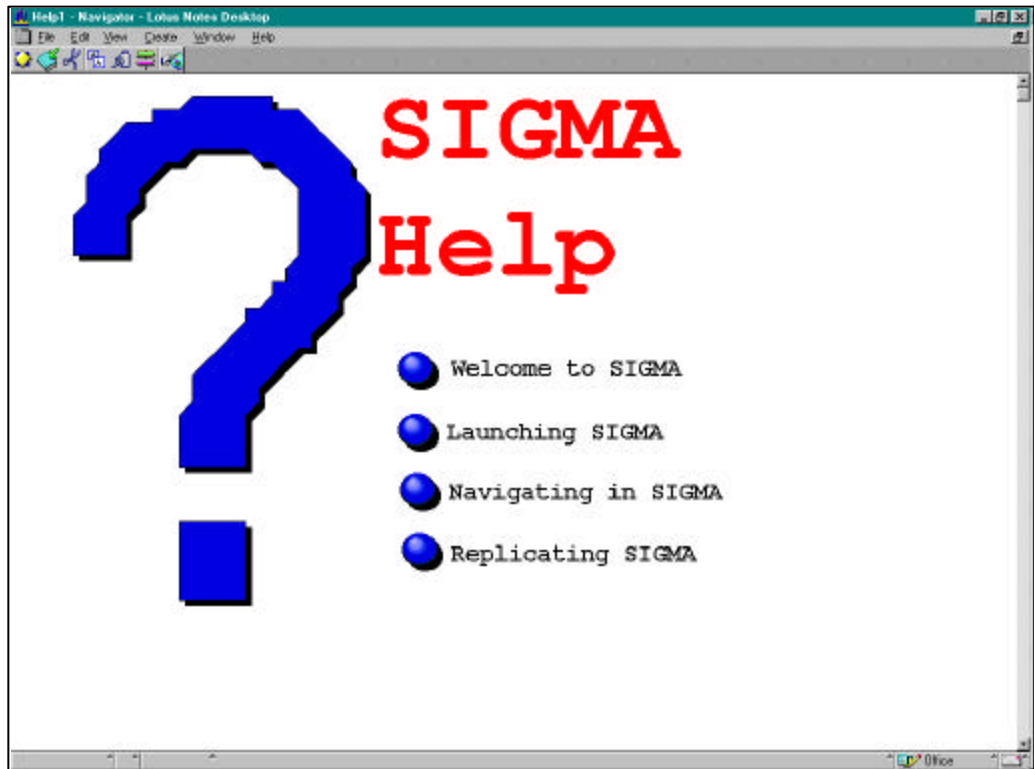 Help1 - Navigator - Lotus Notes Desktop
File Edit View Create Window Help
SIGMA
Help
Welcome to SIGMA
Launching SIGMA
Navigating in SIGMA
Replicating SIGMA
Office